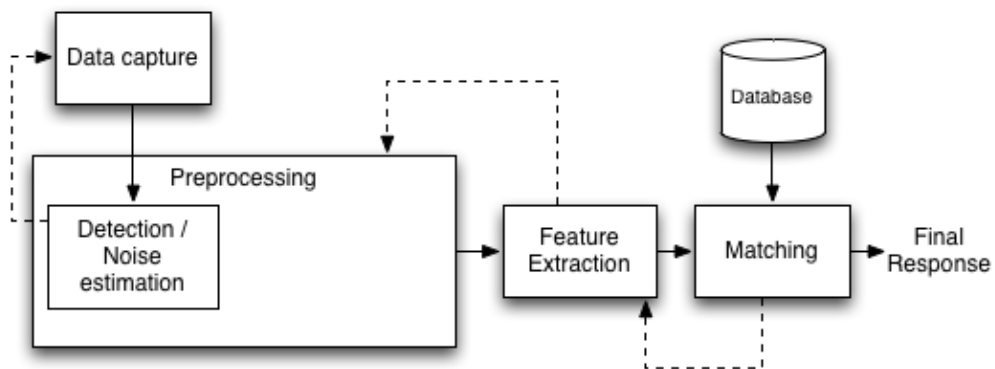 Data capture
Preprocessing
Detection /
Noise
estimation
Feature
Extraction
Database
Matching
Final
Response